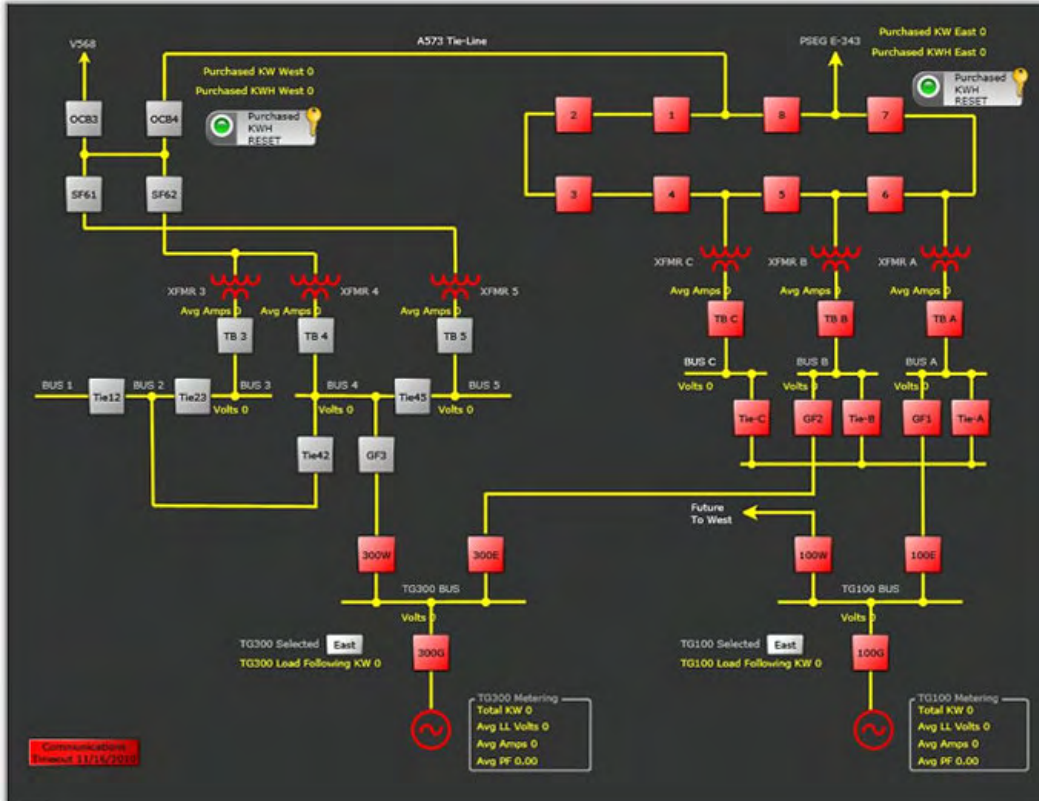 V568
A573 Tie-Line
PSEG E-343
Purchased KW East 0
Purchased KWH East 0
Purchased KW West 0
Purchased KWH West 0
Purchased
KWH
RESET
Purchased
KWH
RESET
OCB3
OCB4
2
1
8
7
SF61
SF62
3
4
5
6
XFMR 3
XFMR 4
XFMR 5
XFMR C
XFMR B
XFMR A
Avg Amps 0
Avg Amps 0
Avg Amps 0
Avg Amps 0
Avg Amps 0
Avg Amps 0
TB 3
TB 4
TB 5
TB C
TB B
TB A
BUS C
BUS B
BUS A
Volts 0
Volts 0
Volts 0
BUS 1
Tie12
BUS 2
Tie23
BUS 3
BUS 4
Tie45
BUS 5
Volts 0
Volts 0
Volts 0
Tie-C
GF2
Tie-B
GF1
Tie-A
Tie42
GF3
Future
To West
300W
300E
100W
100E
TG300 BUS
TG100 BUS
Volts 0
Volts 0
TG300 Selected
East
300G
TG300 Load Following KW 0
TG100 Selected
East
100G
TG100 Load Following KW 0
TG300 Metering
Total KW 0
Avg LL Volts 0
Avg Amps 0
Avg PF 0.00
TG100 Metering
Total KW 0
Avg LL Volts 0
Avg Amps 0
Avg PF 0.00
Communications
Timeout 11/16/2010